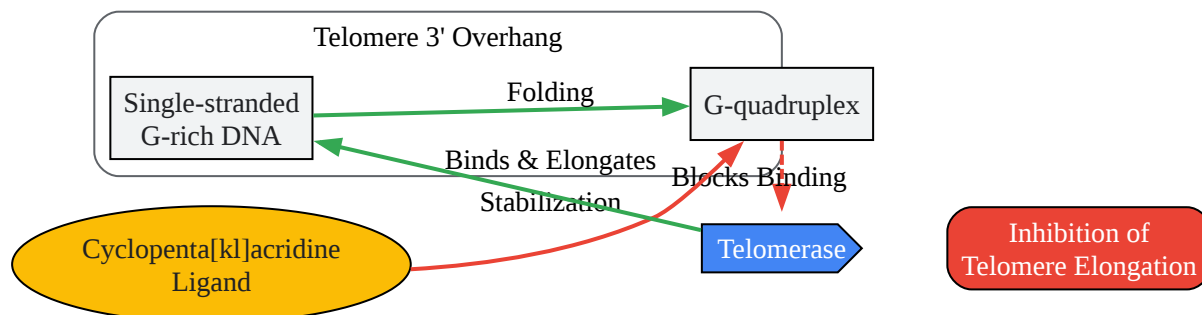 Telomere 3' Overhang
Single-stranded
G-rich DNA
Folding
G-quadruplex
Binds & Elongates
Blocks Binding
Stabilization
Cyclopenta[kl]acridine
Ligand
Telomerase
Inhibition of
Telomere Elongation